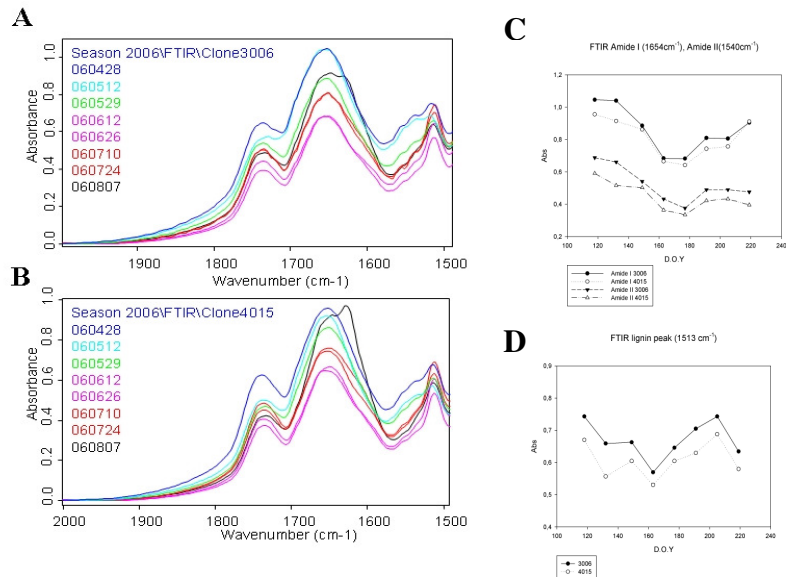 A
Season 2006\FTIR\Clone3006
060428
060512
060529
060612
060626
060710
060724
060807
Absorbance
0.0 0.2 0.4 0.6 0.8 1.0
1900 1800 1700 1600 1500
Wavenumber (cm-1)
B
Season 2006\FTIR\Clone4015
060428
060512
060529
060612
060626
060710
060724
060807
Absorbance
0.0 0.2 0.4 0.6 0.8 1.0
2000 1900 1800 1700 1600 1500
Wavenumber (cm-1)
C
FTIR Amide I (1654cm-1), Amide II(1540cm-1)
Abs
1,2
1,0
0,8
0,6
0,4
0,2
100 120 140 160 180 200 220 240
D.O.Y
Amide I 3006
Amide I 4015
Amide II 3006
Amide II 4015
D
FTIR lignin peak (1513 cm-1)
Abs
0,9
0,8
0,7
0,6
0,5
0,4
100 120 140 160 180 200 220 240
D.O.Y
3006
4015